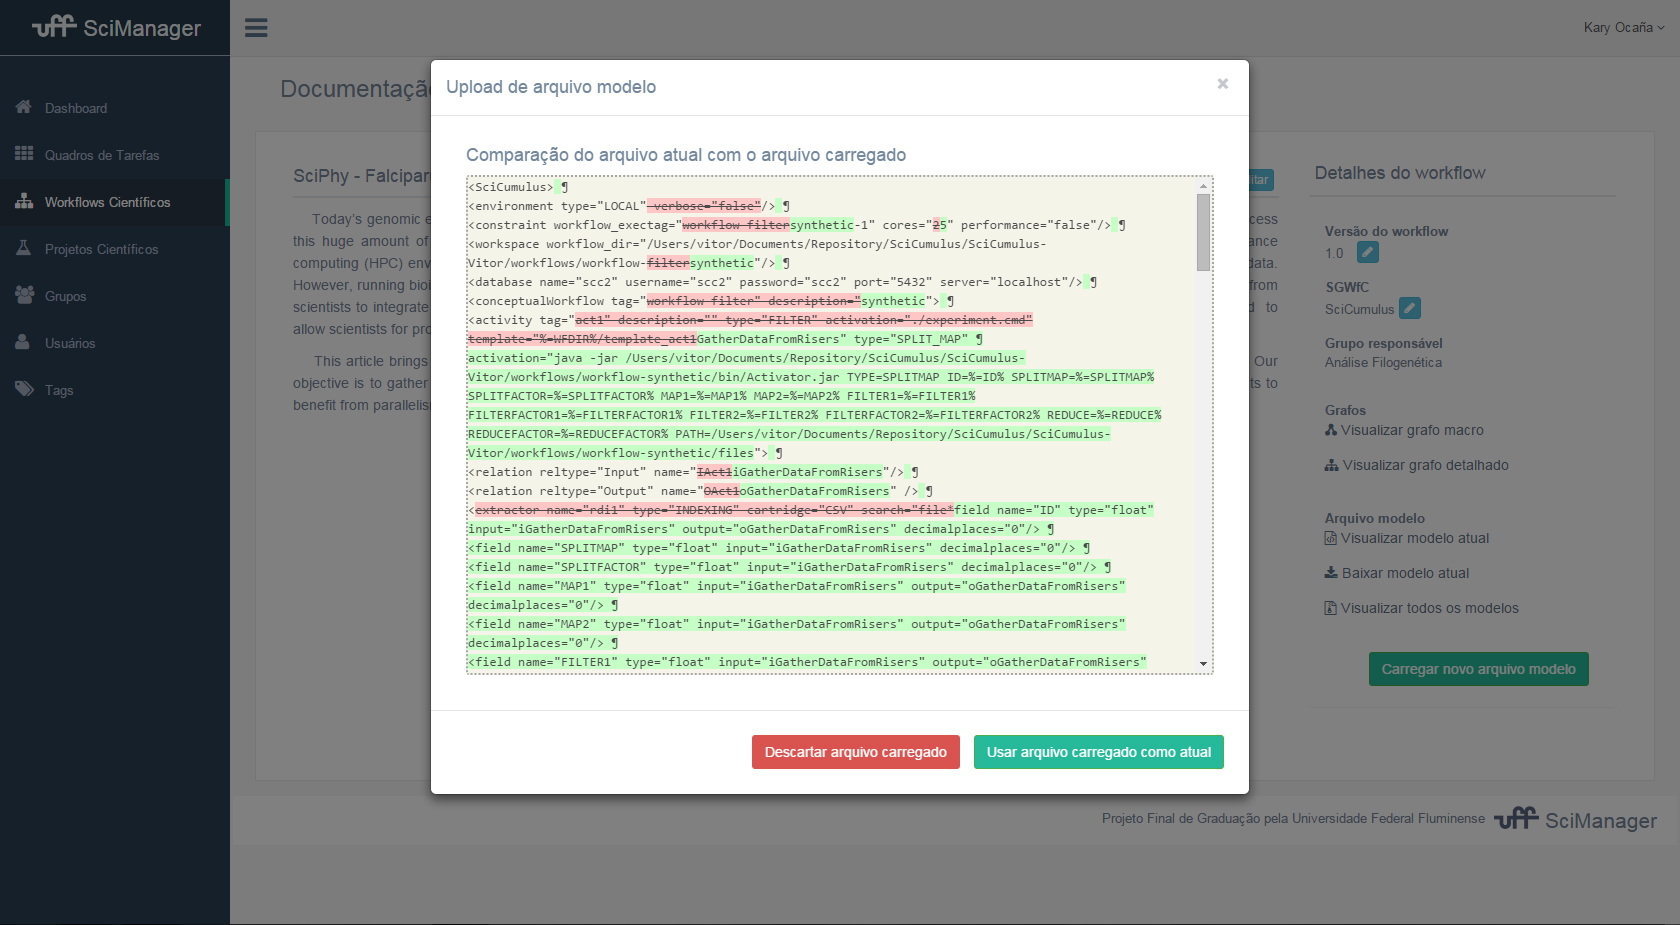 uff SciManager
Kary Ocaña
Dashboard
Quadros de Tarefas
Workflows Científicos
Projetos Científicos
Grupos
Usuários
Tags
Documentaçã
SciPhy - Falcipar
itar
Today's genomic e
this huge amount of
computing (HPC) env
However, running bioi
scientists to integrate
allow scientists for pro
This article brings
objective is to gather
benefit from parallelis
cess
ance
data.
from
d to
Our
ts to
Upload de arquivo modelo
×
Comparação do arquivo atual com o arquivo carregado
<SciCumulus> ¶
<environment type="LOCAL" verbose="false"/> ¶
<constraint workflow_exectag="workflow-filtersynthetic-1" cores="25" performance="false"/> ¶
<workspace workflow_dir="/Users/vitor/Documents/Repository/SciCumulus/SciCumulus-
Vitor/workflows/workflow-filtersynthetic"/> ¶
<database name="scc2" username="scc2" password="scc2" port="5432" server="localhost"/> ¶
<conceptualWorkflow tag="workflow-filter" description="synthetic"> ¶
<activity tag="act1" description="" type="FILTER" activation="./experiment.cmd"
template="%=WFDIR%/template_act1GatherDataFromRisers" type="SPLIT_MAP" ¶
activation="java -jar /Users/vitor/Documents/Repository/SciCumulus/SciCumulus-
Vitor/workflows/workflow-synthetic/bin/Activator.jar TYPE=SPLITMAP ID=%=ID% SPLITMAP=%=SPLITMAP%
SPLITFACTOR=%=SPLITFACTOR% MAP1=%=MAP1% MAP2=%=MAP2% FILTER1=%=FILTER1%
FILTERFACTOR1=%=FILTERFACTOR1% FILTER2=%=FILTER2% FILTERFACTOR2=%=FILTERFACTOR2% REDUCE=%=REDUCE%
REDUCEFACTOR=%=REDUCEFACTOR% PATH=/Users/vitor/Documents/Repository/SciCumulus/SciCumulus-
Vitor/workflows/workflow-synthetic/files"> ¶
<relation reltype="Input" name="IAct1iGatherDataFromRisers"/> ¶
<relation reltype="Output" name="OAct1oGatherDataFromRisers" /> ¶
<extractor name="rdi1" type="INDEXING" cartridge="CSV" search="file*field name="ID" type="float"
input="iGatherDataFromRisers" output="oGatherDataFromRisers" decimalplaces="0"/> ¶
<field name="SPLITMAP" type="float" input="iGatherDataFromRisers" decimalplaces="0"/> ¶
<field name="SPLITFACTOR" type="float" input="iGatherDataFromRisers" decimalplaces="0"/> ¶
<field name="MAP1" type="float" input="iGatherDataFromRisers" output="oGatherDataFromRisers"
decimalplaces="0"/> ¶
<field name="MAP2" type="float" input="iGatherDataFromRisers" output="oGatherDataFromRisers"
decimalplaces="0"/> ¶
<field name="FILTER1" type="float" input="iGatherDataFromRisers" output="oGatherDataFromRisers"
Descartar arquivo carregado
Usar arquivo carregado como atual
Detalhes do workflow
Versão do workflow
1.0
SGWfC
SciCumulus
Grupo responsável
Análise Filogenética
Grafos
Visualizar grafo macro
Visualizar grafo detalhado
Arquivo modelo
Visualizar modelo atual
Baixar modelo atual
Visualizar todos os modelos
Carregar novo arquivo modelo
Projeto Final de Graduação pela Universidade Federal Fluminense uff SciManager